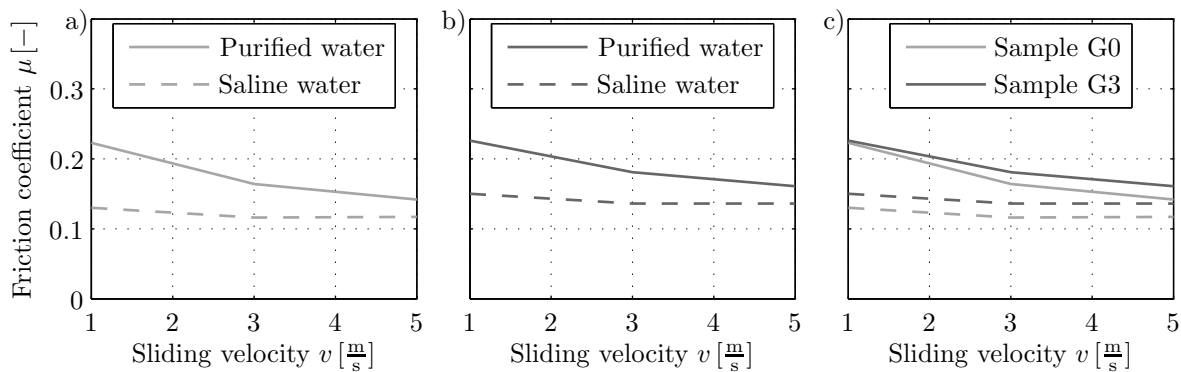 a)
Purified water
Saline water
Friction coefficient μ [−]
0.3
0.2
0.1
0
1 2 3 4 5
Sliding velocity v [m/s]
b)
Purified water
Saline water
1 2 3 4 5
Sliding velocity v [m/s]
c)
Sample G0
Sample G3
1 2 3 4 5
Sliding velocity v [m/s]